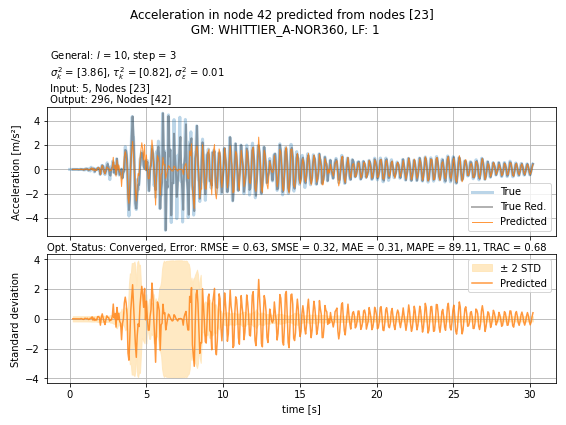 Acceleration in node 42 predicted from nodes [23]
GM: WHITTIER_A-NOR360, LF: 1
General: l = 10, step = 3
σ²ₖ = [3.86], τ²ₖ = [0.82], σ²ε = 0.01
Input: 5, Nodes [23]
Output: 296, Nodes [42]
Acceleration [m/s²]
4
2
0
−2
−4
True
True Red.
Predicted
Opt. Status: Converged, Error: RMSE = 0.63, SMSE = 0.32, MAE = 0.31, MAPE = 89.11, TRAC = 0.68
Standard deviation
4
2
0
−2
−4
± 2 STD
Predicted
0 5 10 15 20 25 30
time [s]